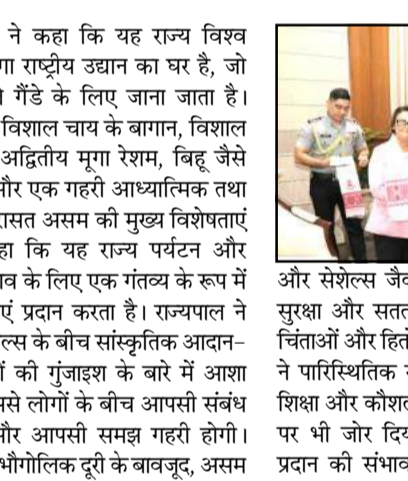 ने कहा कि यह राज्य विश्व
गा राष्ट्रीय उद्यान का घर है, जो
गैंडे के लिए जाना जाता है।
विशाल चाय के बागान, विशाल
अद्वितीय मूगा रेशम, बिहू जैसे
और एक गहरी आध्यात्मिक तथा
रासत असम की मुख्य विशेषताएं
हा कि यह राज्य पर्यटन और
व के लिए एक गंतव्य के रूप में
एं प्रदान करता है। राज्यपाल ने
ल्स के बीच सांस्कृतिक आदान-
की गुंजाइश के बारे में आशा
ससे लोगों के बीच आपसी संबंध
और आपसी समझ गहरी होगी।
भौगोलिक दूरी के बावजूद, असम
और सेशेल्स जैव
सुरक्षा और सतत
चिंताओं और हितों
ने पारिस्थितिक
शिक्षा और कौशल
पर भी जोर दिय
प्रदान की संभाव